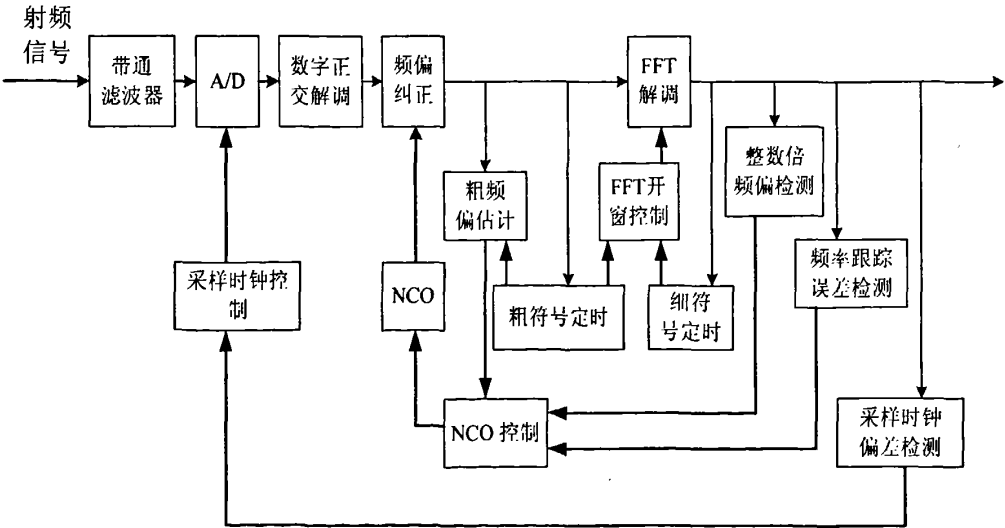 射频
信号
带通
滤波器
A/D
数字正
交解调
频偏
纠正
FFT
解调
整数倍
频偏检测
粗频
偏估计
FFT开
窗控制
频率跟踪
误差检测
采样时钟控
制
NCO
粗符号定时
细符
号定时
NCO 控制
采样时钟
偏差检测